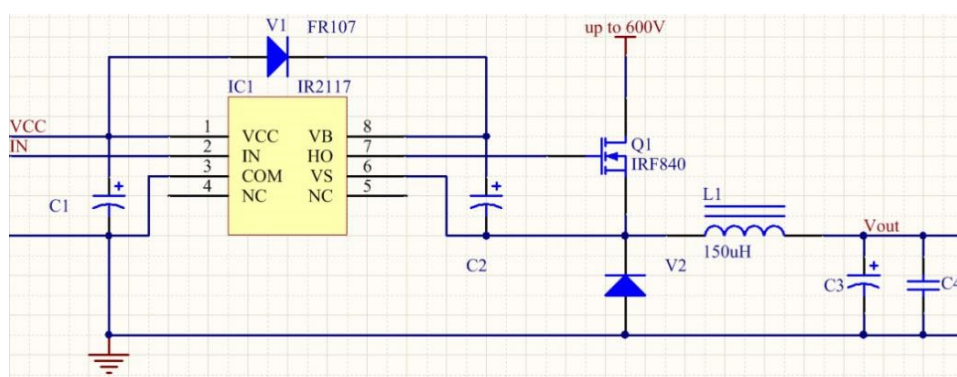 V1 FR107
up to 600V
IC1 IR2117
VCC
IN
1 VCC VB 8
2 IN HO 7
3 COM VS 6
4 NC NC 5
Q1
IRF840
C1
C2
L1
150uH
V2
Vout
C3
C4